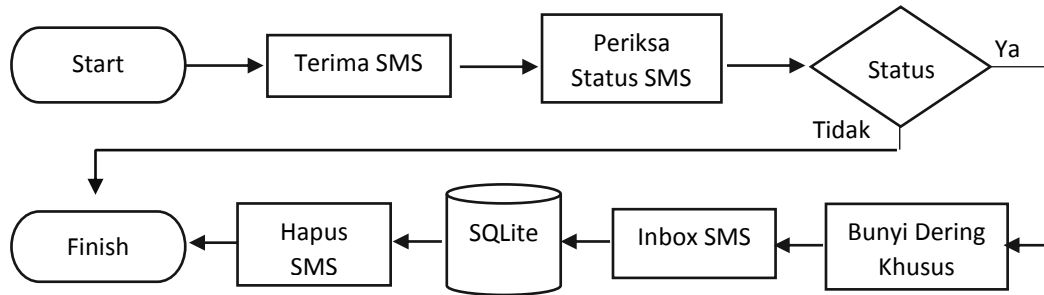 Start
Terima SMS
Periksa
Status SMS
Status
Ya
Tidak
Finish
Hapus
SMS
SQLite
Inbox SMS
Bunyi Dering
Khusus